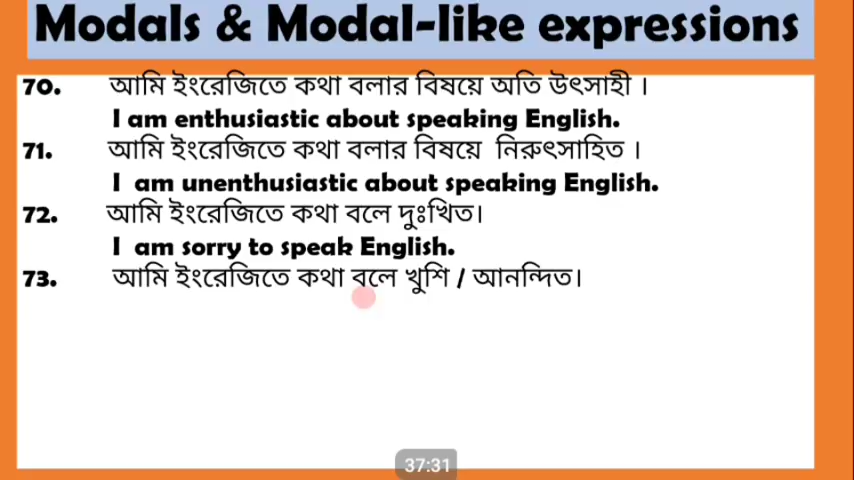 Modals & Modal-like expressions
70. আমি ইংরেজিতে কথা বলার বিষয়ে অতি উৎসাহী ।
I am enthusiastic about speaking English.
71. আমি ইংরেজিতে কথা বলার বিষয়ে নিরুৎসাহিত ।
I am unenthusiastic about speaking English.
72. আমি ইংরেজিতে কথা বলে দুঃখিত।
I am sorry to speak English.
73. আমি ইংরেজিতে কথা বলে খুশি / আনন্দিত।
37:31